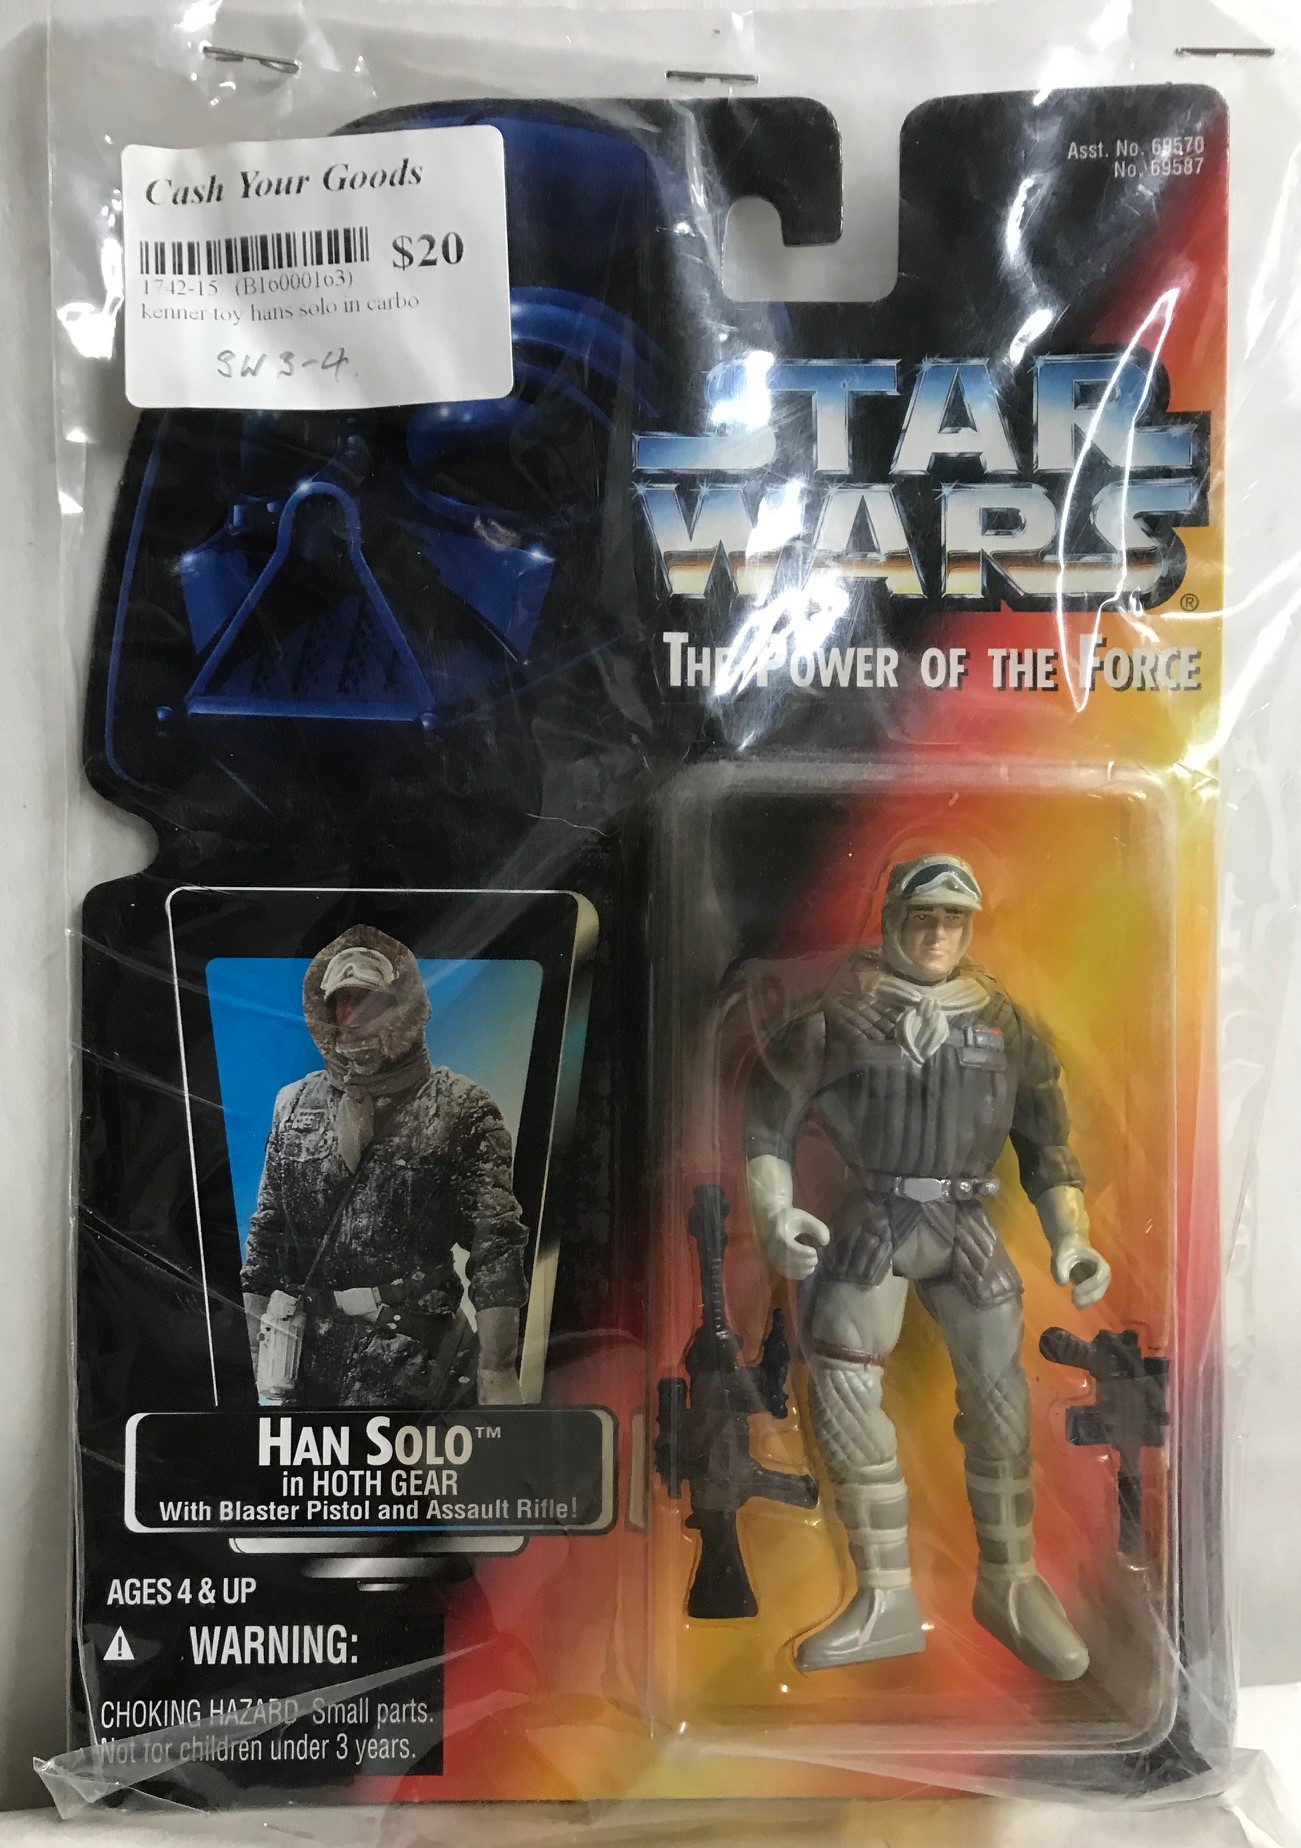 Cash Your Goods
$20
1742-15 (B16000163)
kenner toy hans solo in carbo
SW 3-4.
Asst. No. 69570
No. 69587
STAR
WARS®
THE POWER OF THE FORCE
HAN SOLO™
in HOTH GEAR
With Blaster Pistol and Assault Rifle!
AGES 4 & UP
WARNING:
CHOKING HAZARD Small parts.
Not for children under 3 years.